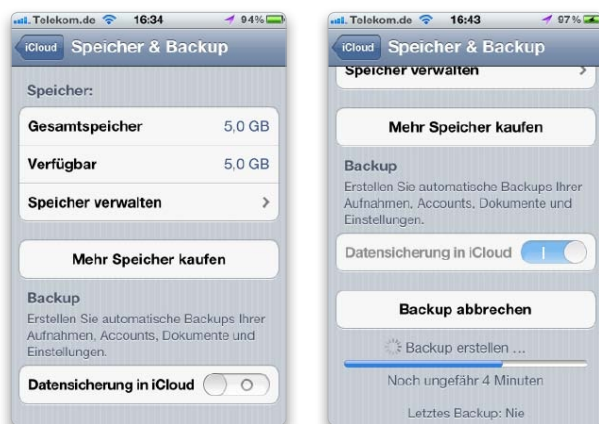 Telekom.de 16:34 94%
iCloud Speicher & Backup
Speicher:
Gesamtspeicher 5,0 GB
Verfügbar 5,0 GB
Speicher verwalten
Mehr Speicher kaufen
Backup
Erstellen Sie automatische Backups Ihrer
Aufnahmen, Accounts, Dokumente und
Einstellungen.
Datensicherung in iCloud
Telekom.de 16:43 97%
iCloud Speicher & Backup
Speicher verwalten
Mehr Speicher kaufen
Backup
Erstellen Sie automatische Backups Ihrer
Aufnahmen, Accounts, Dokumente und
Einstellungen.
Datensicherung in iCloud
Backup abbrechen
Backup erstellen ...
Noch ungefähr 4 Minuten
Letztes Backup: Nie